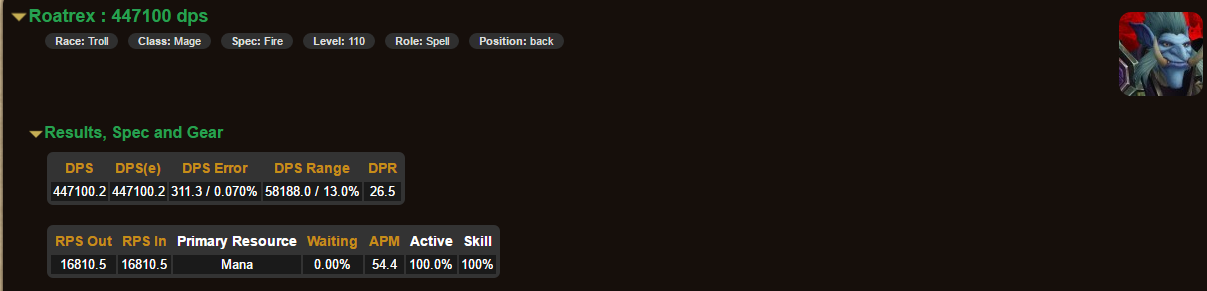 Roatrex : 447100 dps
Race: Troll Class: Mage Spec: Fire Level: 110 Role: Spell Position: back
Results, Spec and Gear
DPS DPS(e) DPS Error DPS Range DPR
447100.2 447100.2 311.3 / 0.070% 58188.0 / 13.0% 26.5
RPS Out RPS In Primary Resource Waiting APM Active Skill
16810.5 16810.5 Mana 0.00% 54.4 100.0% 100%